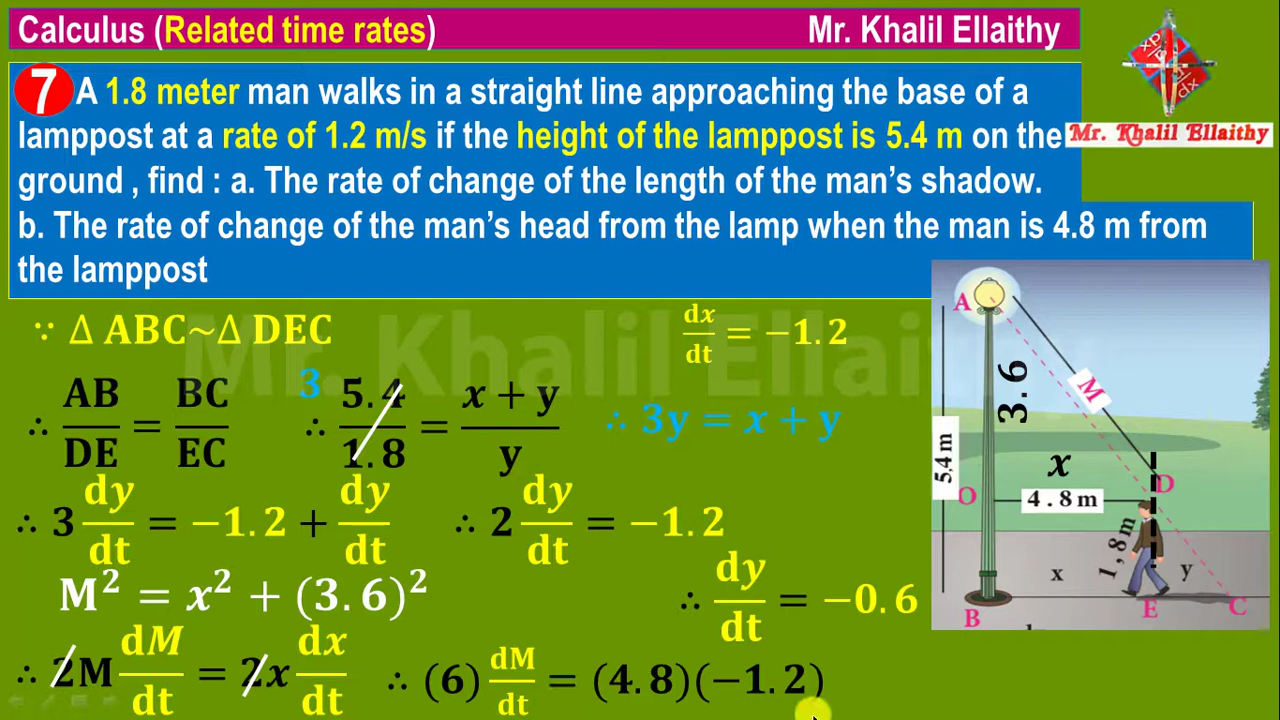 Calculus (Related time rates) Mr. Khalil Ellaithy
7 A 1.8 meter man walks in a straight line approaching the base of a
lamppost at a rate of 1.2 m/s if the height of the lamppost is 5.4 m on the
ground , find : a. The rate of change of the length of the man's shadow.
b. The rate of change of the man's head from the lamp when the man is 4.8 m from
the lamppost
Mr. Khalil Ellaithy
Mr. Khalil Ellaithy
∵ Δ ABC~Δ DEC
dx/dt = −1.2
∴ AB/DE = BC/EC
∴ 5.4/1.8 = (x + y)/y
3
∴ 3y = x + y
∴ 3 dy/dt = −1.2 + dy/dt
∴ 2 dy/dt = −1.2
M² = x² + (3.6)²
∴ dy/dt = −0.6
∴ 2M dM/dt = 2x dx/dt
∴ (6) dM/dt = (4.8)(−1.2)
A
3.6
M
5,4 m
x
D
O
4.8m
1,8 m
x
y
B
E
C